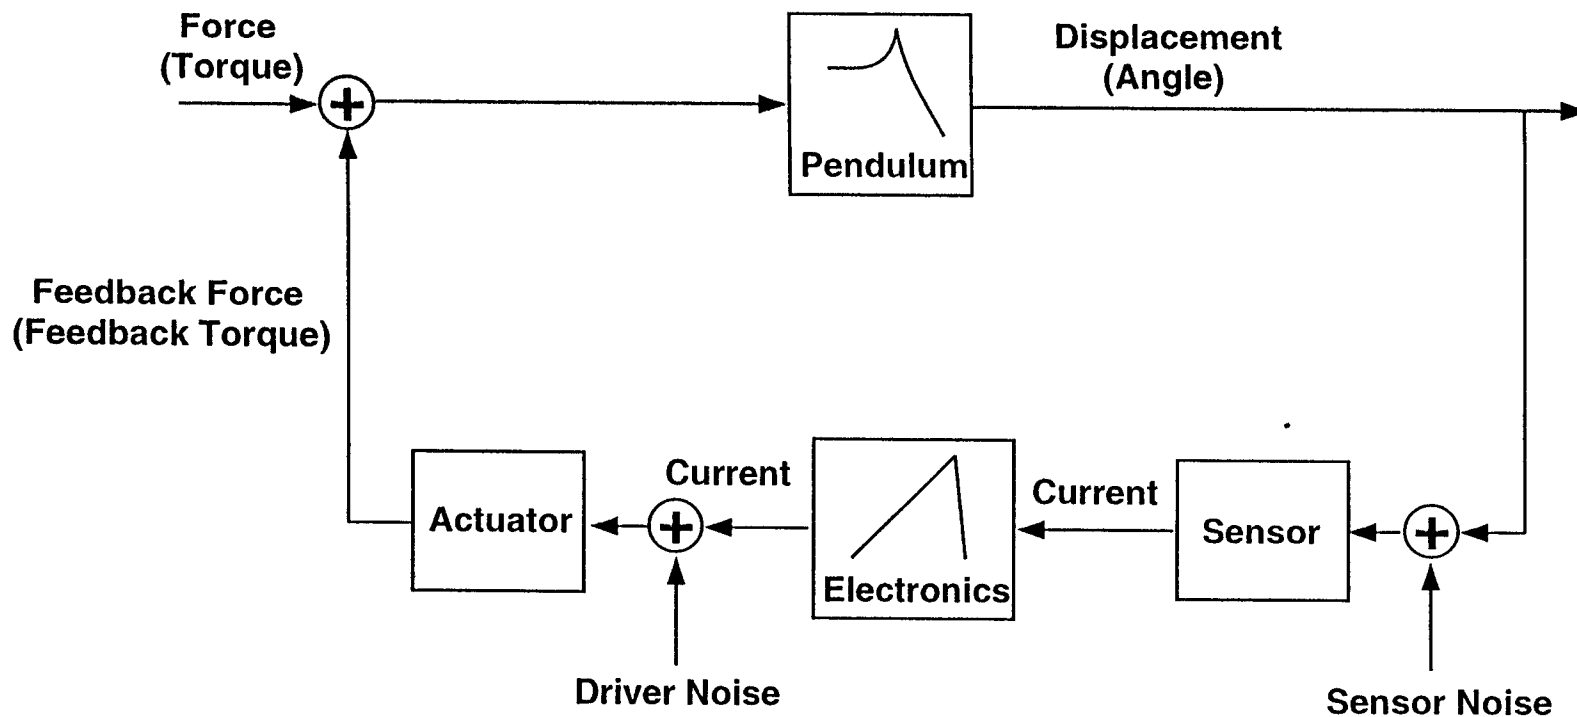 Force
(Torque)
Displacement
(Angle)
Pendulum
Feedback Force
(Feedback Torque)
Actuator
Current
Electronics
Current
Sensor
Driver Noise
Sensor Noise